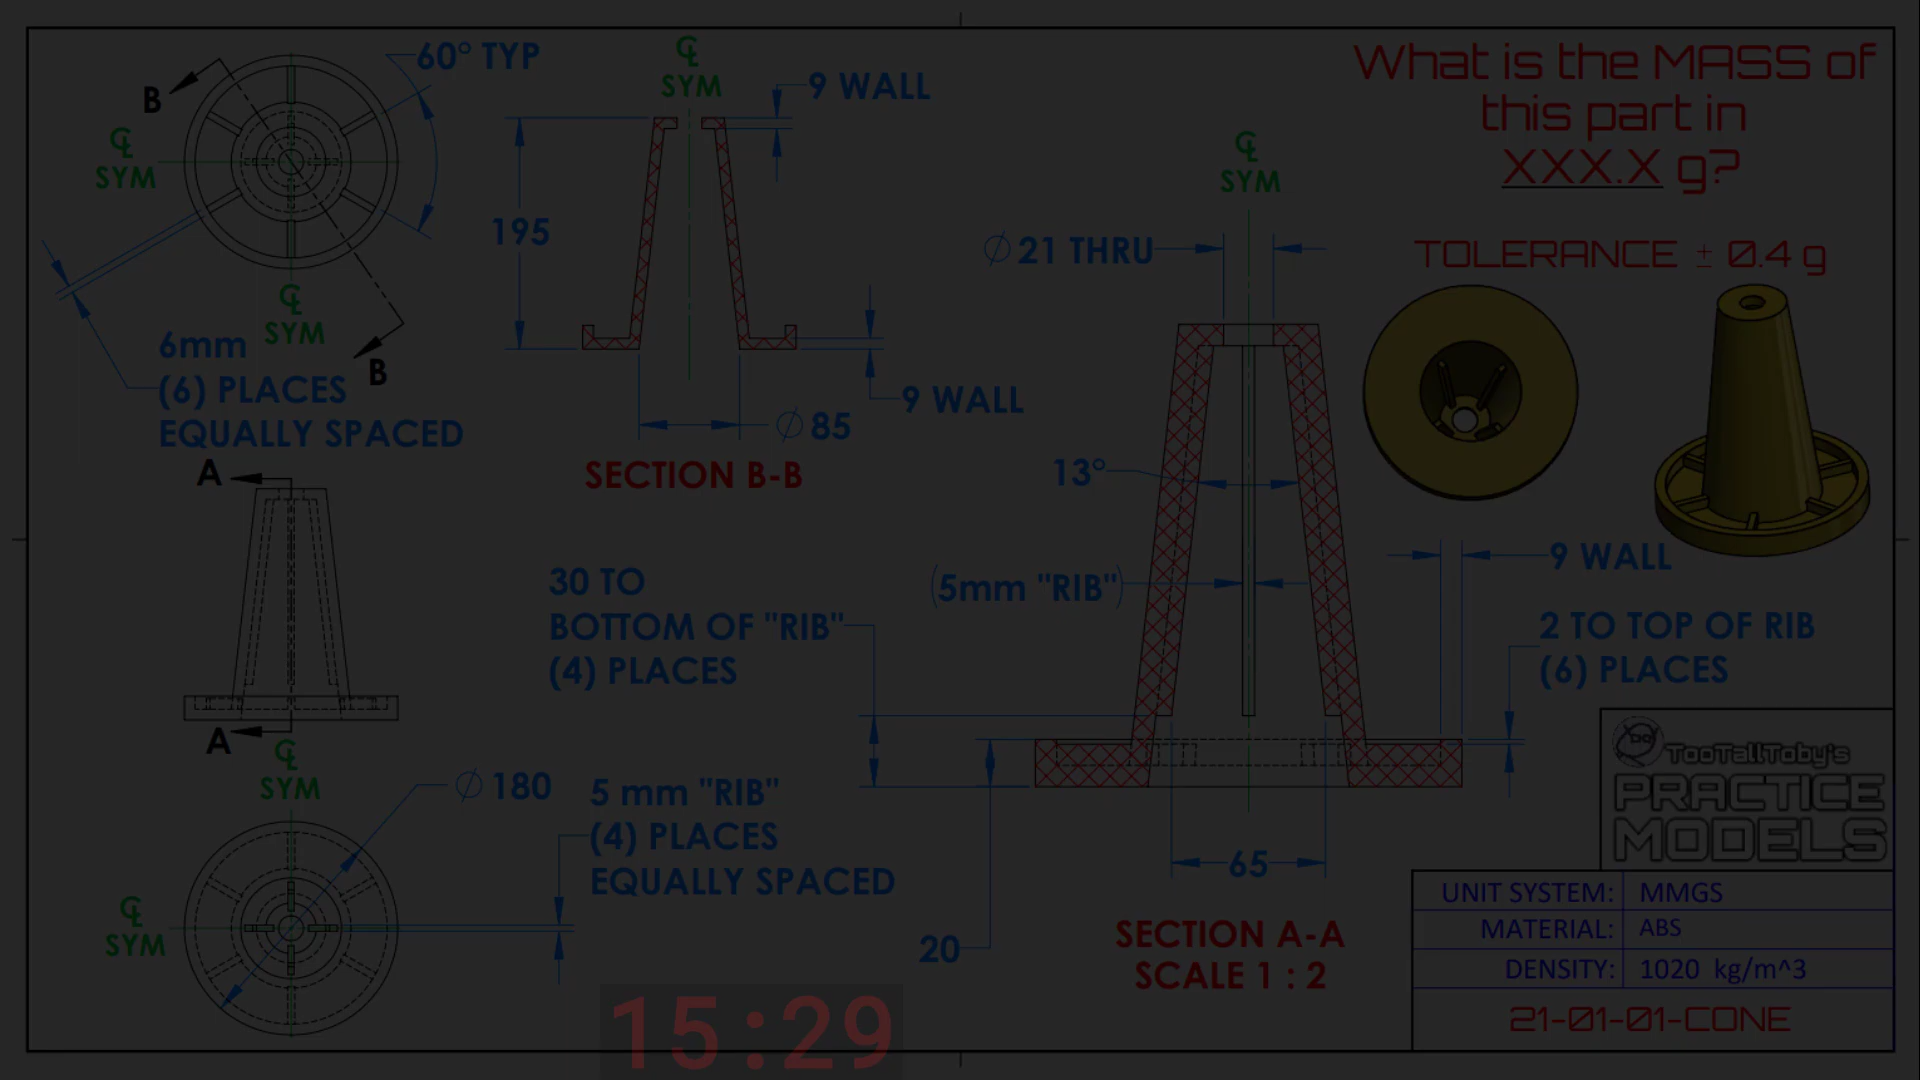 60° TYP
B
℄
SYM
℄
SYM
℄
SYM
6mm
(6) PLACES
EQUALLY SPACED
B
℄
SYM
9 WALL
195
9 WALL
⌀ 85
SECTION B-B
What is the MASS of
this part in
XXX.X g?
TOLERANCE ± 0.4 g
℄
SYM
⌀ 21 THRU
13°
(5mm "RIB")
9 WALL
2 TO TOP OF RIB
(6) PLACES
30 TO
BOTTOM OF "RIB"
(4) PLACES
A
A
℄
SYM
℄
SYM
⌀ 180
5 mm "RIB"
(4) PLACES
EQUALLY SPACED
65
20
SECTION A-A
SCALE 1 : 2
TooTallToby's
PRACTICE
MODELS
UNIT SYSTEM: MMGS
MATERIAL: ABS
DENSITY: 1020 kg/m^3
21-01-01-CONE
15:29